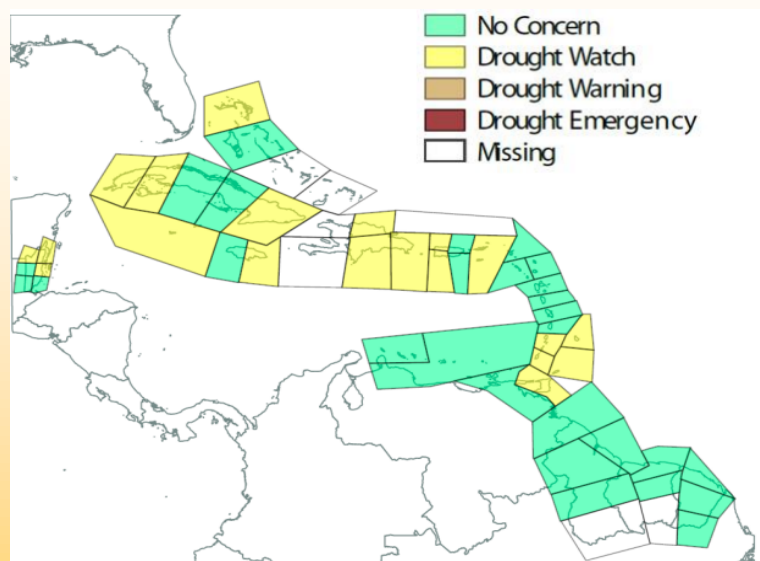 No Concern
Drought Watch
Drought Warning
Drought Emergency
Missing